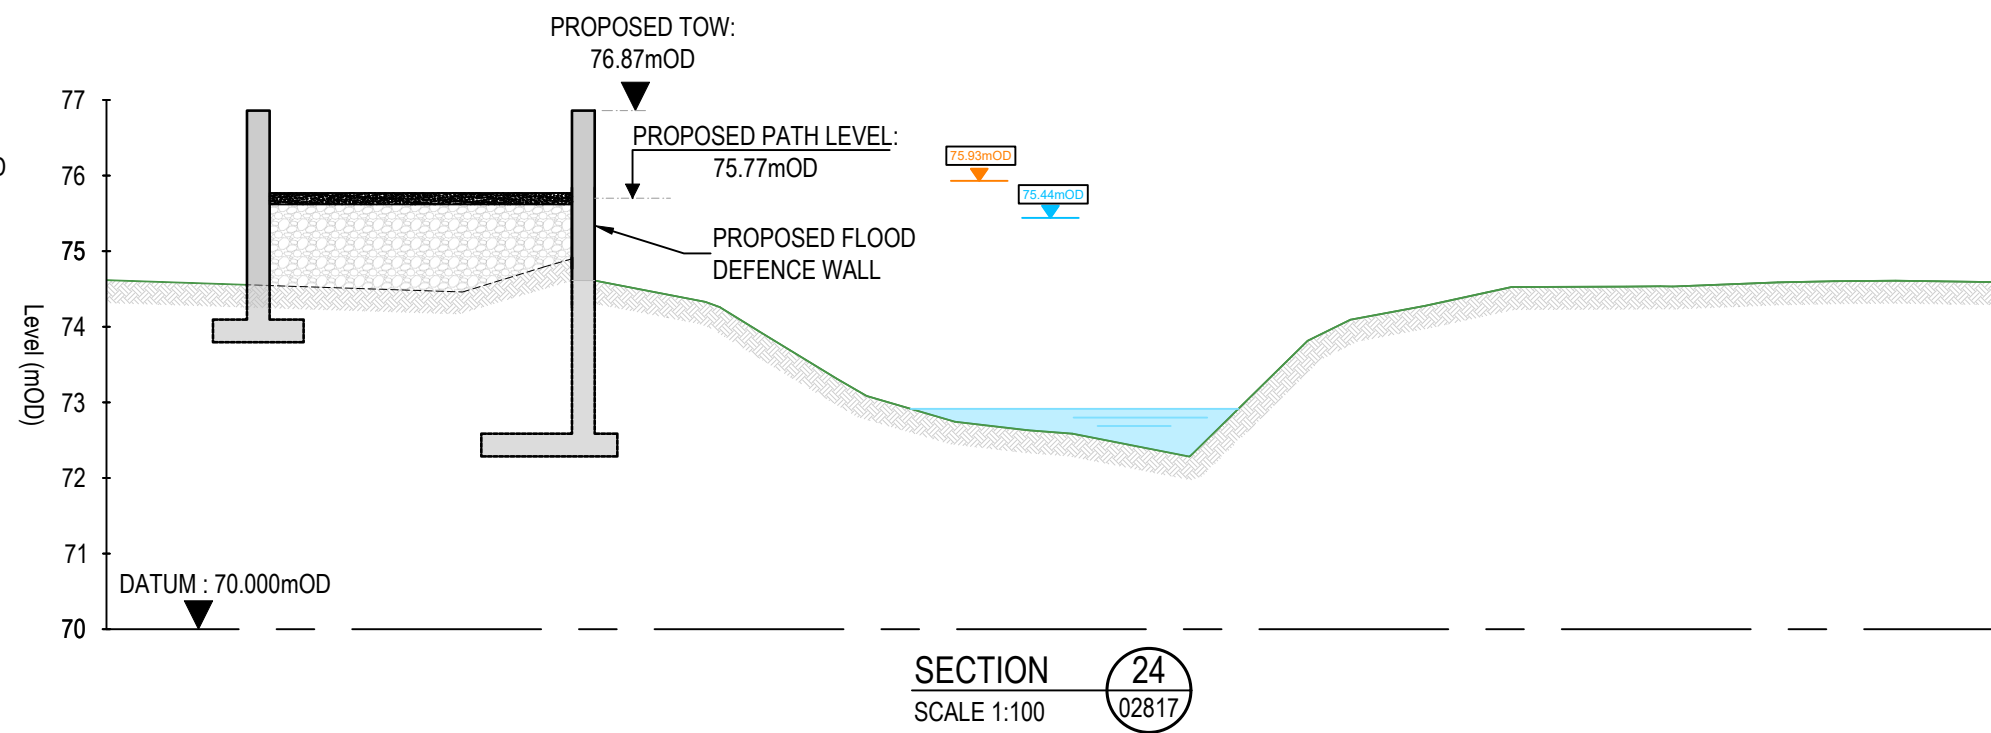 PROPOSED TOW:
76.87mOD
PROPOSED PATH LEVEL:
75.77mOD
75.93mOD
75.44mOD
PROPOSED FLOOD
DEFENCE WALL
77
76
75
74
73
72
71
70
Level (mOD)
DATUM : 70.000mOD
SECTION
SCALE 1:100
24
02817